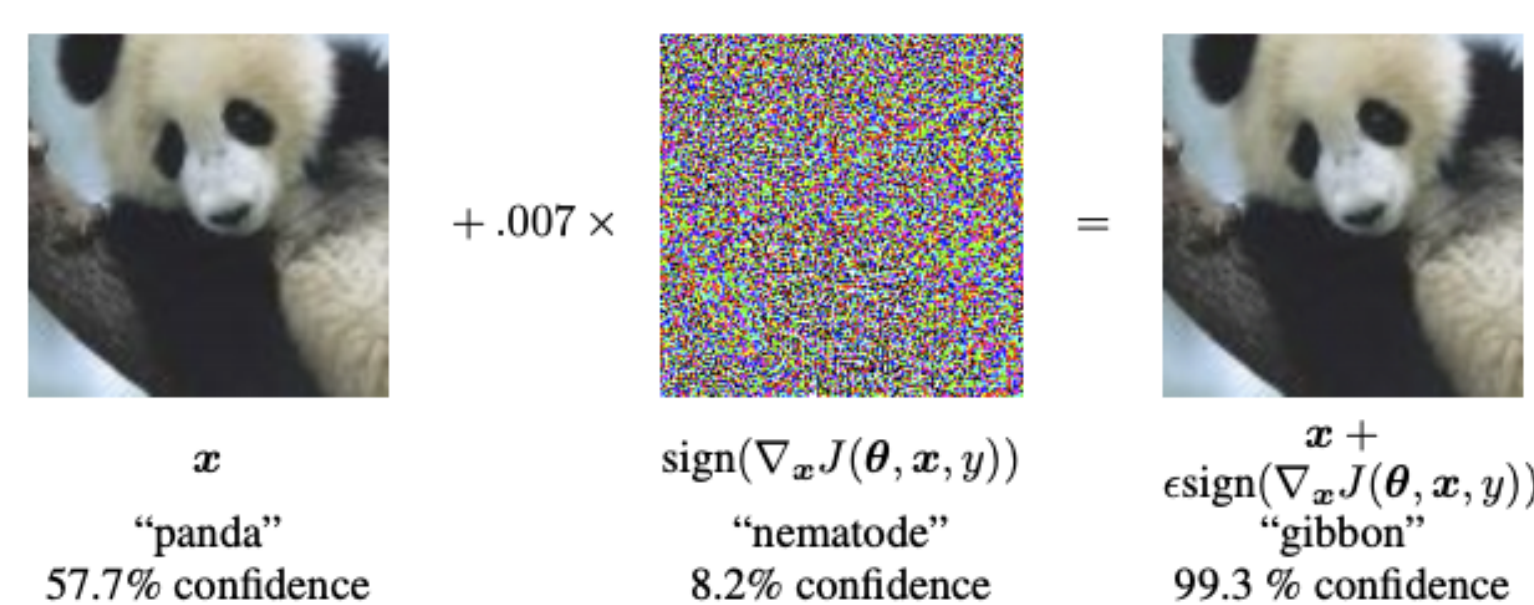 + .007 ×
=
x
sign(∇ₓJ(θ, x, y))
x +
ϵsign(∇ₓJ(θ, x, y))
“panda”
“nematode”
“gibbon”
57.7% confidence
8.2% confidence
99.3 % confidence